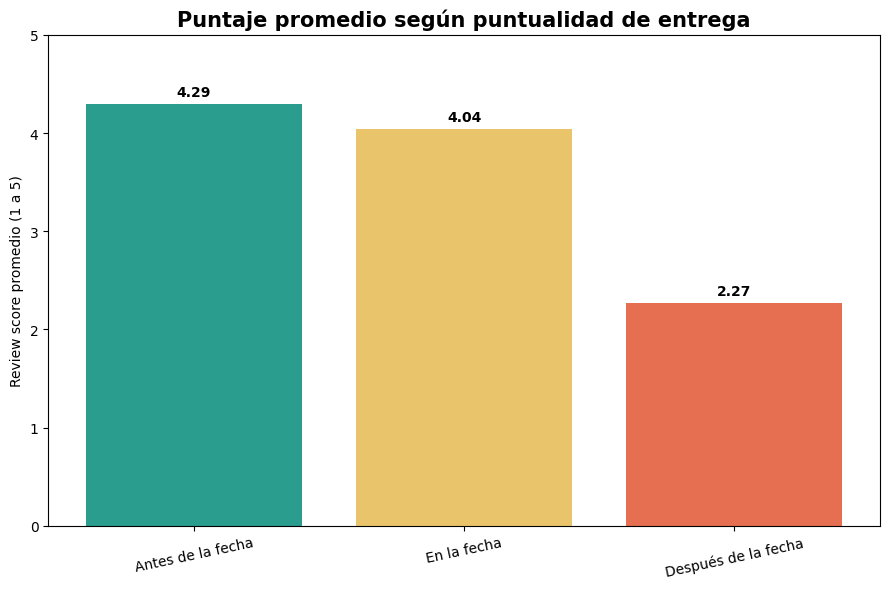 Puntaje promedio según puntualidad de entrega
Review score promedio (1 a 5)
5
4
3
2
1
0
4.29
4.04
2.27
Antes de la fecha
En la fecha
Después de la fecha